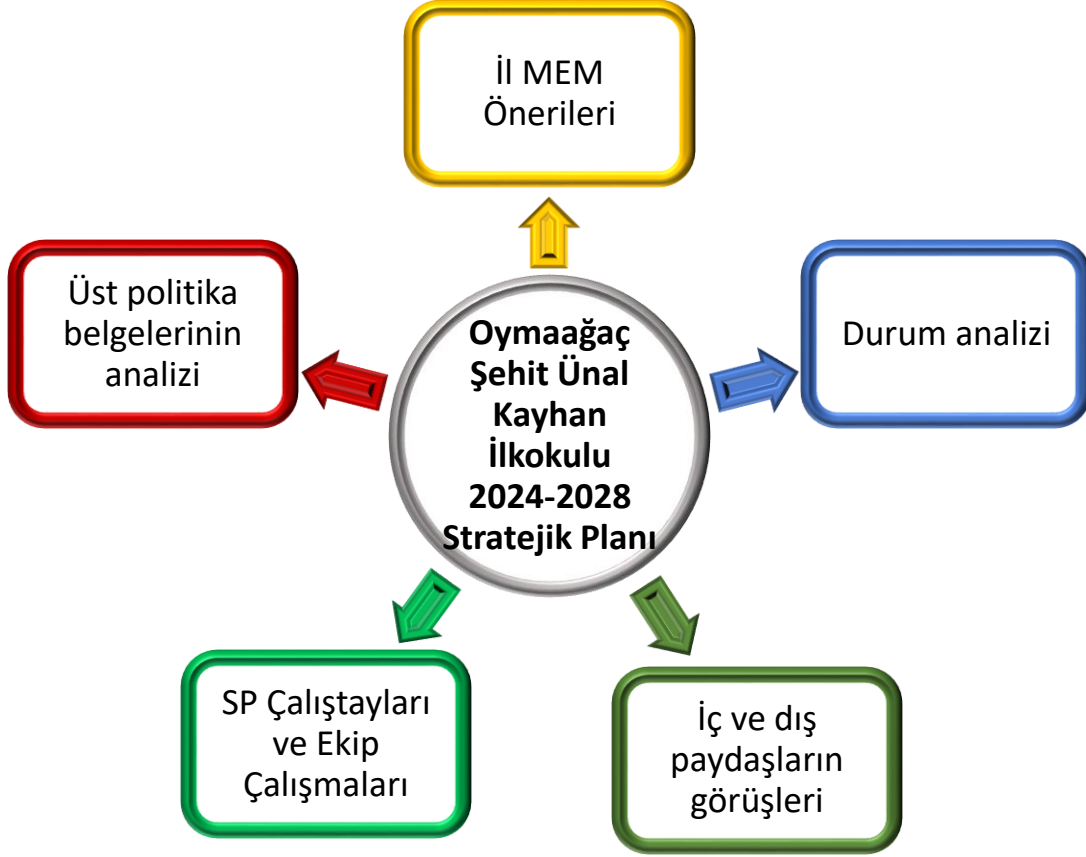 İl MEM
Önerileri
Üst politika
belgelerinin
analizi
Oymaağaç
Şehit Ünal
Kayhan
İlkokulu
2024-2028
Stratejik Planı
Durum analizi
SP Çalıştayları
ve Ekip
Çalışmaları
İç ve dış
paydaşların
görüşleri